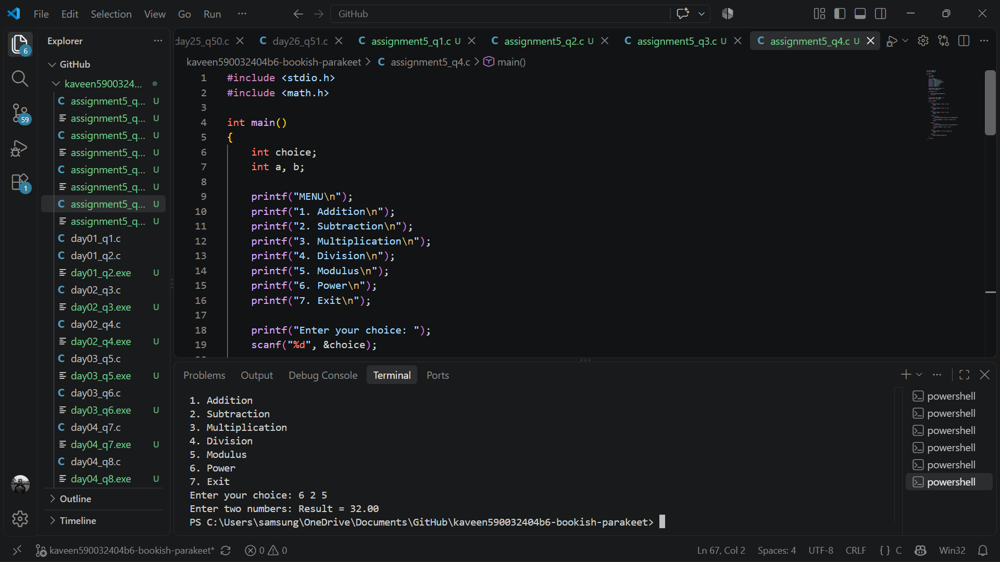 File Edit Selection View Go Run ··· GitHub
Explorer ···
6
59
1
GitHub
kaveen5900324...
assignment5_q... U
assignment5_q... U
assignment5_q... U
assignment5_q... U
assignment5_q... U
assignment5_q... U
assignment5_q... U
assignment5_q... U
day01_q1.c
day01_q2.c
day01_q2.exe U
day02_q3.c
day02_q3.exe U
day02_q4.c
day02_q4.exe U
day03_q5.c
day03_q5.exe U
day03_q6.c
day03_q6.exe U
day04_q7.c
day04_q7.exe U
day04_q8.c
day04_q8.exe U
Outline
Timeline
day25_q50.c C day26_q51.c C assignment5_q1.c U C assignment5_q2.c U C assignment5_q3.c U C assignment5_q4.c U
kaveen590032404b6-bookish-parakeet > C assignment5_q4.c > main()
1 #include <stdio.h>
2 #include <math.h>
3
4 int main()
5 {
6 int choice;
7 int a, b;
8
9 printf("MENU\n");
10 printf("1. Addition\n");
11 printf("2. Subtraction\n");
12 printf("3. Multiplication\n");
13 printf("4. Division\n");
14 printf("5. Modulus\n");
15 printf("6. Power\n");
16 printf("7. Exit\n");
17
18 printf("Enter your choice: ");
19 scanf("%d", &choice);
Problems Output Debug Console Terminal Ports
1. Addition
2. Subtraction
3. Multiplication
4. Division
5. Modulus
6. Power
7. Exit
Enter your choice: 6 2 5
Enter two numbers: Result = 32.00
PS C:\Users\samsung\OneDrive\Documents\GitHub\kaveen590032404b6-bookish-parakeet>
powershell
powershell
powershell
powershell
powershell
powershell
kaveen590032404b6-bookish-parakeet* 0 0 Ln 67, Col 2 Spaces: 4 UTF-8 CRLF { } C Win32